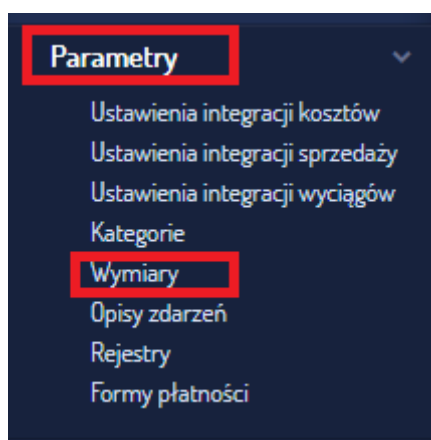 Parametry
Ustawienia integracji kosztów
Ustawienia integracji sprzedaży
Ustawienia integracji wyciągów
Kategorie
Wymiary
Opisy zdarzeń
Rejestry
Formy płatności